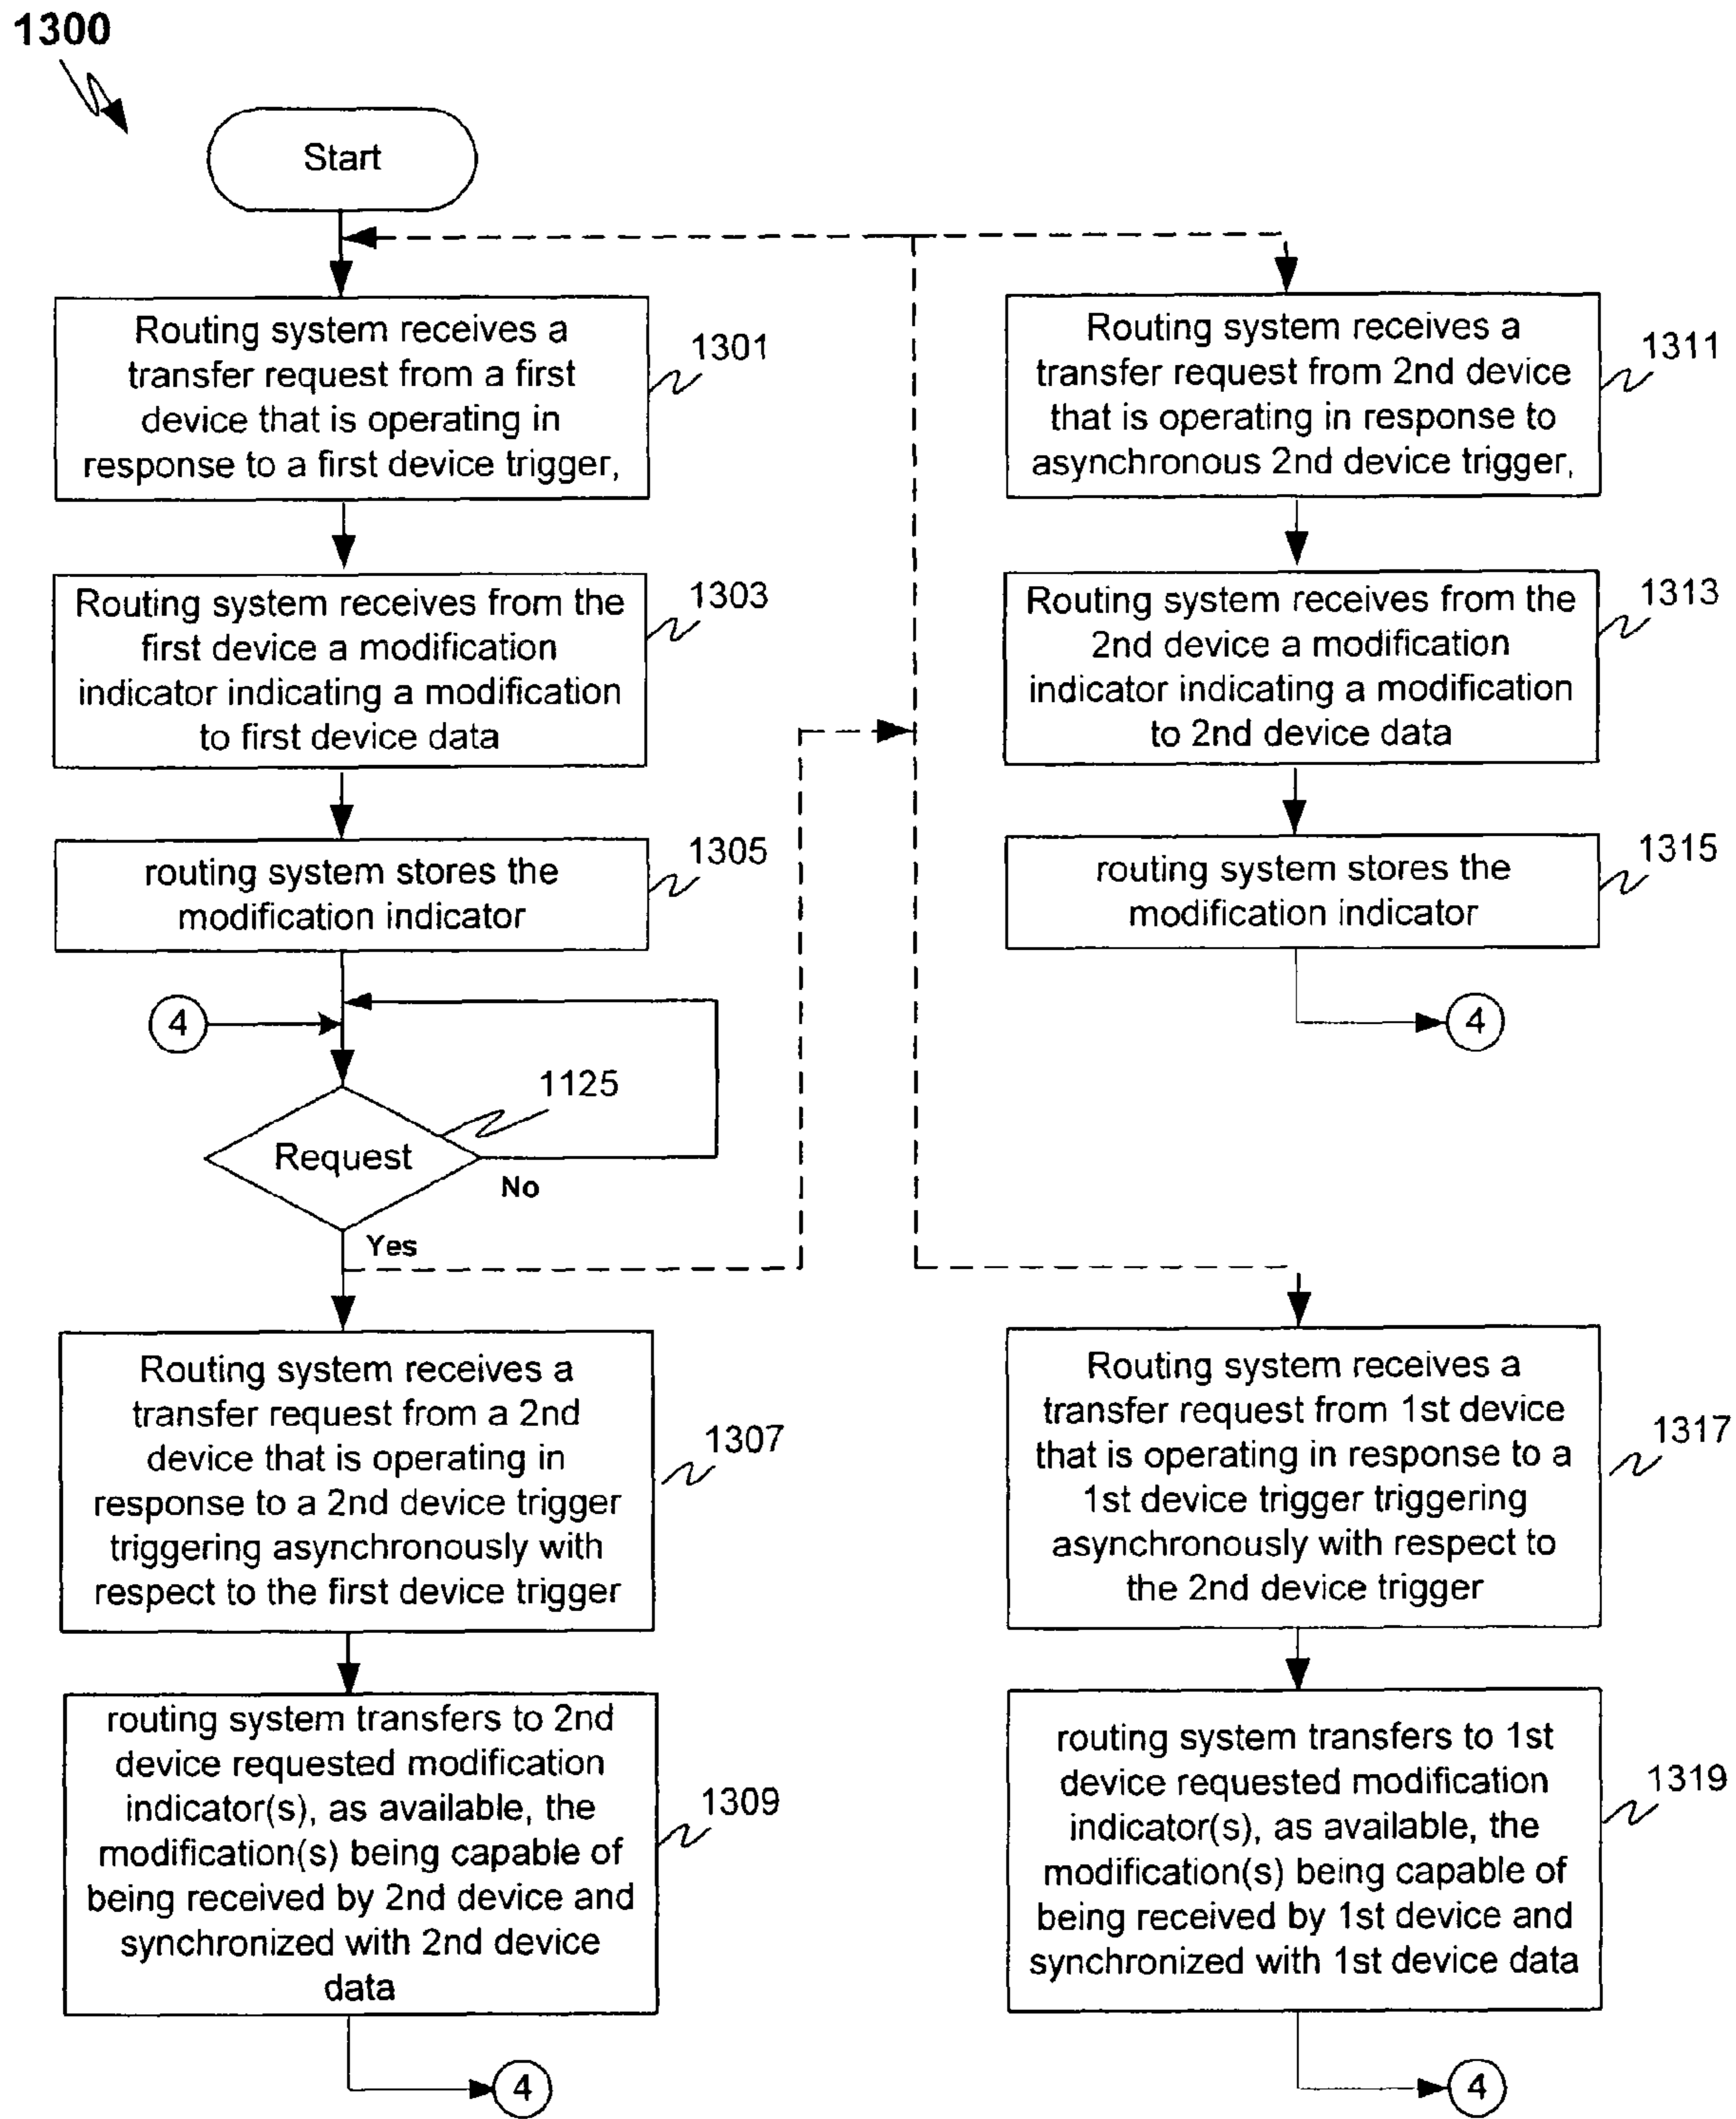 1300
Start
Routing system receives a
transfer request from a first
device that is operating in
response to a first device trigger,
1301
Routing system receives from the
first device a modification
indicator indicating a modification
to first device data
1303
routing system stores the
modification indicator
1305
4
1125
Request
No
Yes
Routing system receives a
transfer request from a 2nd
device that is operating in
response to a 2nd device trigger
triggering asynchronously with
respect to the first device trigger
1307
routing system transfers to 2nd
device requested modification
indicator(s), as available, the
modification(s) being capable of
being received by 2nd device and
synchronized with 2nd device
data
1309
4
Routing system receives a
transfer request from 2nd device
that is operating in response to
asynchronous 2nd device trigger,
1311
Routing system receives from the
2nd device a modification
indicator indicating a modification
to 2nd device data
1313
routing system stores the
modification indicator
1315
4
Routing system receives a
transfer request from 1st device
that is operating in response to a
1st device trigger triggering
asynchronously with respect to
the 2nd device trigger
1317
routing system transfers to 1st
device requested modification
indicator(s), as available, the
modification(s) being capable of
being received by 1st device and
synchronized with 1st device data
1319
4